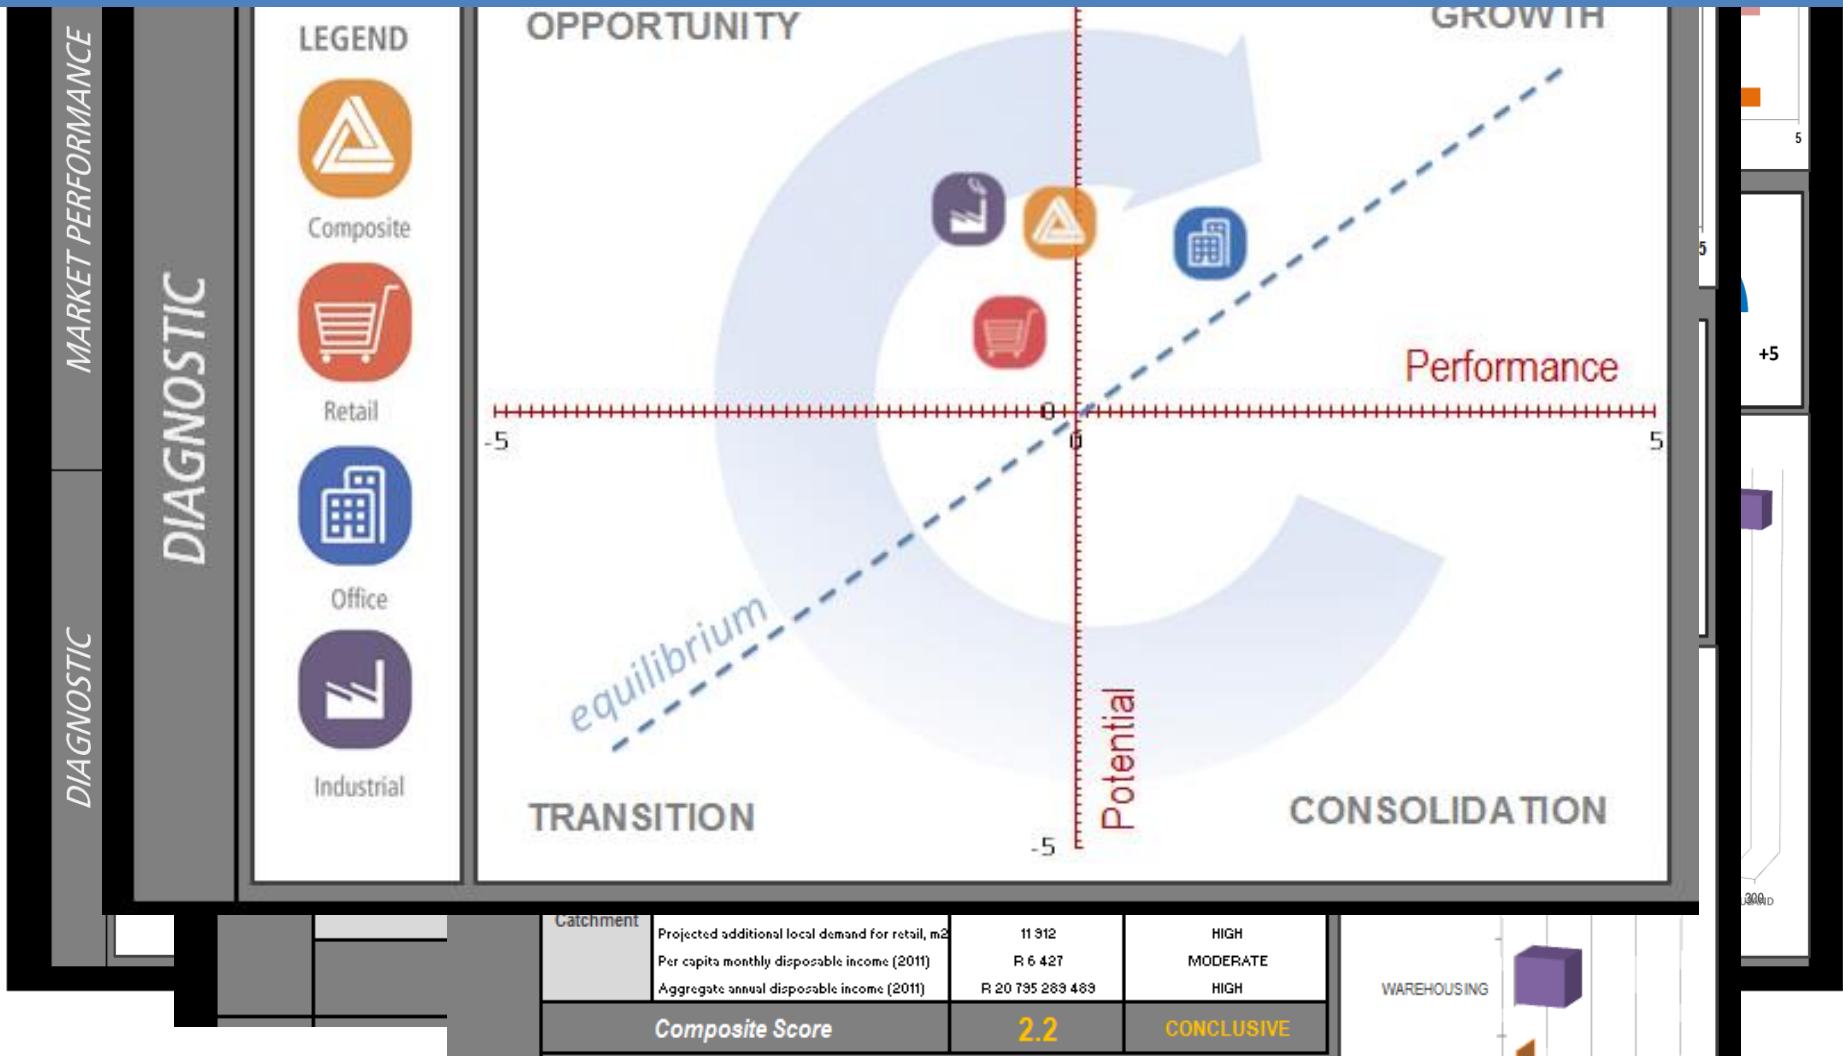 MARKET PERFORMANCE
DIAGNOSTIC
DIAGNOSTIC
LEGEND
Composite
Retail
Office
Industrial
OPPORTUNITY
GROWTH
Performance
-5
0
0
5
equilibrium
Potential
TRANSITION
CONSOLIDATION
-5
5
5
+5
Catchment
Projected additional local demand for retail, m2 11 912 HIGH
Per capita monthly disposable income (2011) R 6 427 MODERATE
Aggregate annual disposable income (2011) R 20 795 289 489 HIGH
Composite Score 2.2 CONCLUSIVE
WAREHOUSING